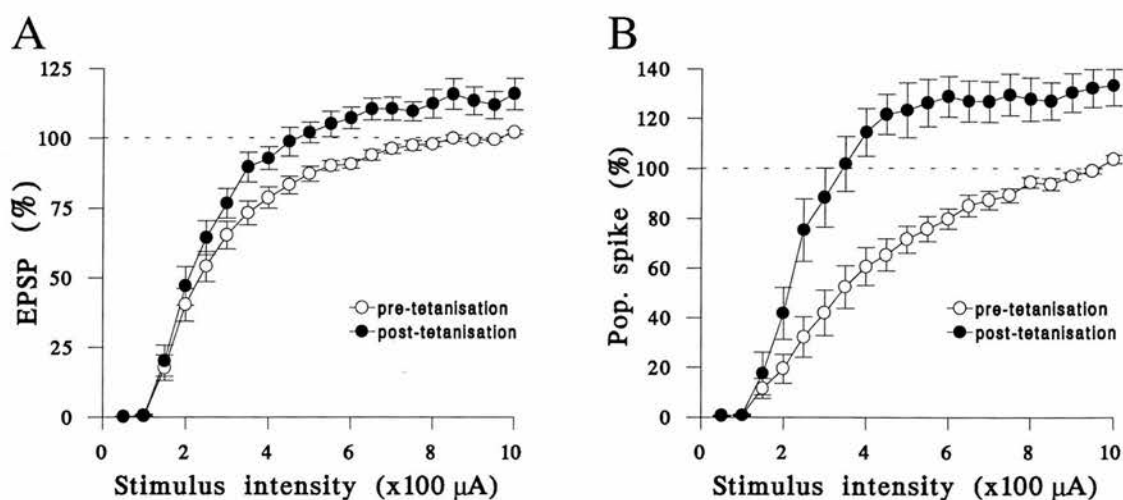 A
EPSP (%)
125
100
75
50
25
0
pre-tetanisation
post-tetanisation
0 2 4 6 8 10
Stimulus intensity (x100 μA)
B
Pop. spike (%)
140
120
100
80
60
40
20
0
pre-tetanisation
post-tetanisation
0 2 4 6 8 10
Stimulus intensity (x100 μA)